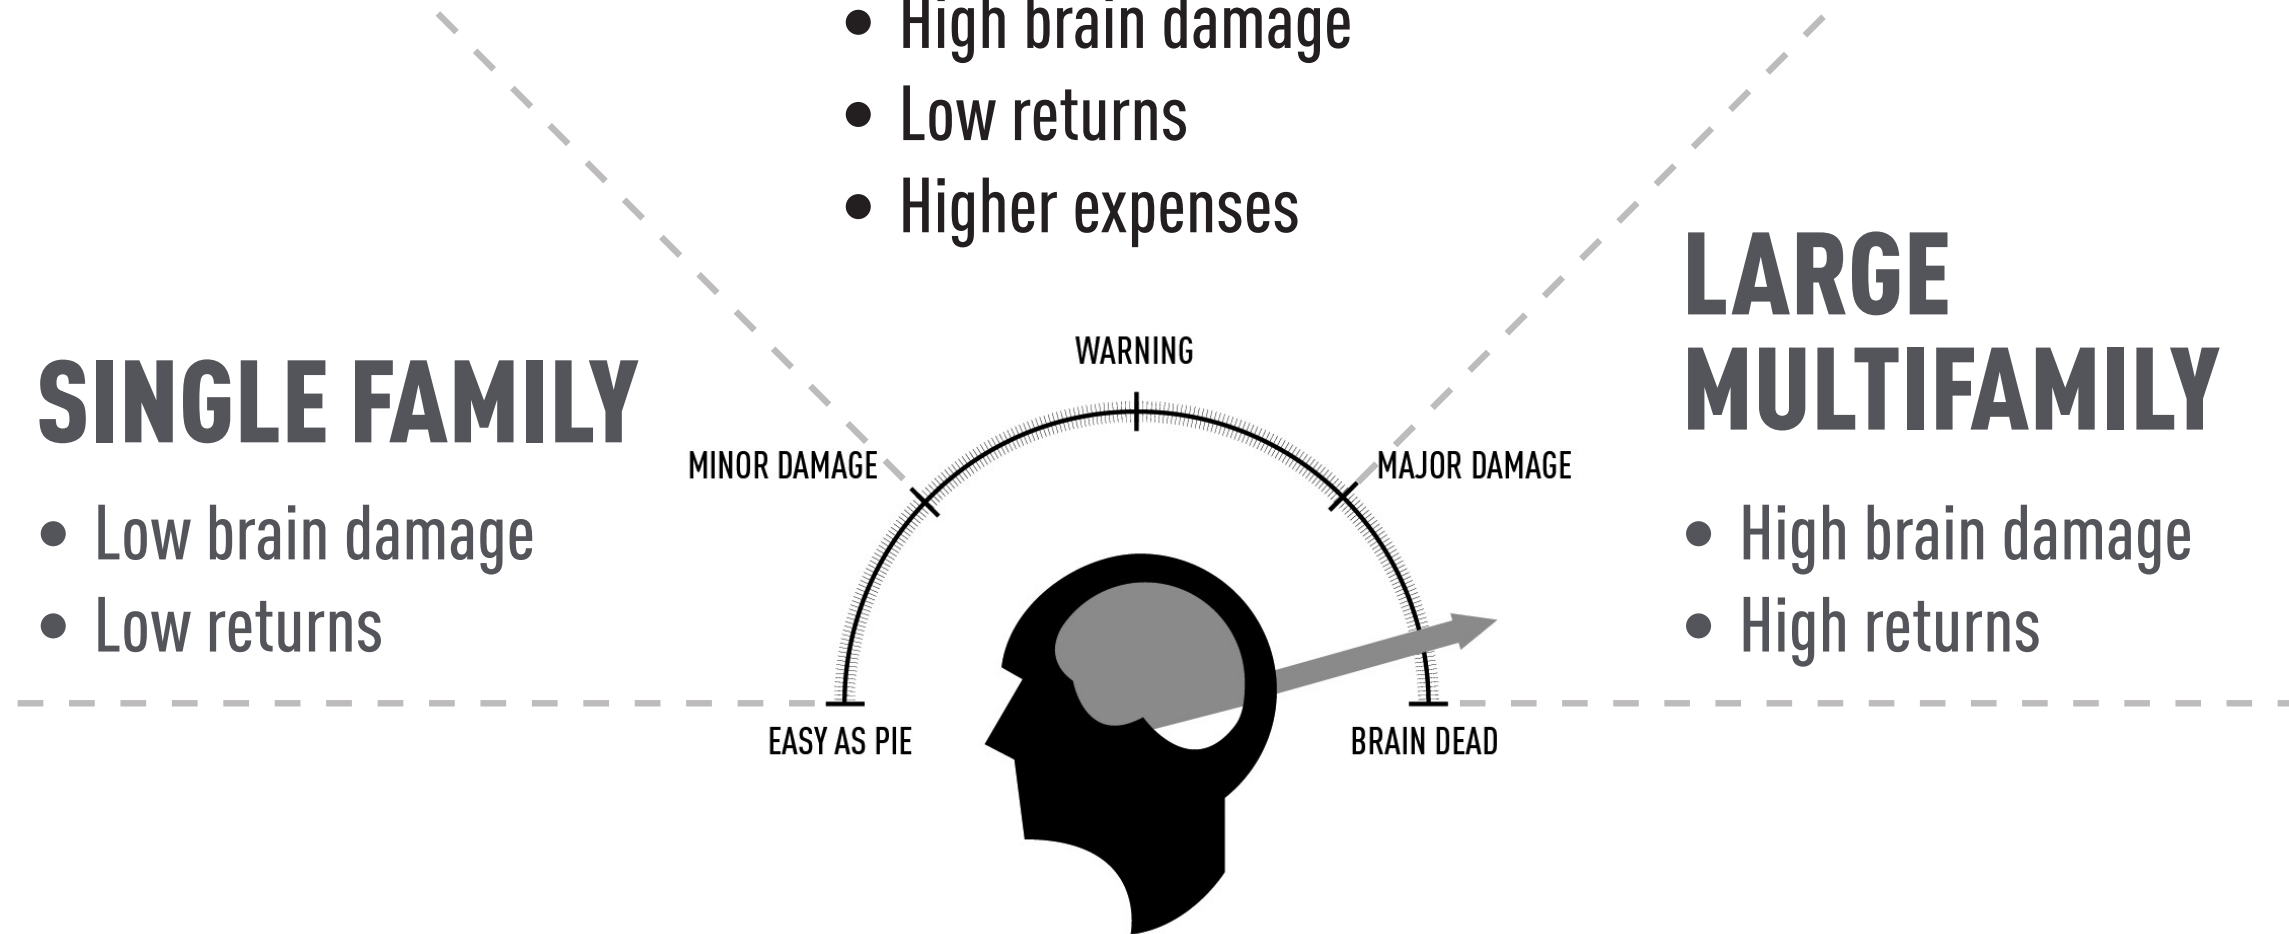 • High brain damage
• Low returns
• Higher expenses
SINGLE FAMILY
• Low brain damage
• Low returns
LARGE
MULTIFAMILY
• High brain damage
• High returns
WARNING
MINOR DAMAGE
MAJOR DAMAGE
EASY AS PIE
BRAIN DEAD